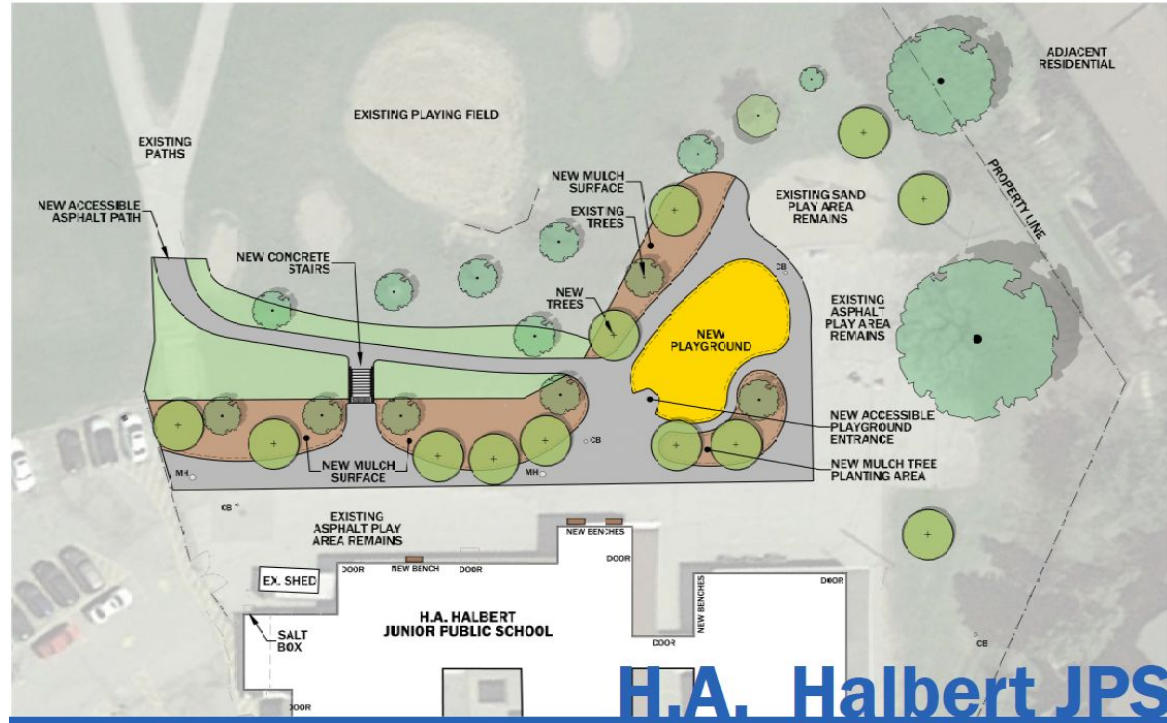 ADJACENT
RESIDENTIAL
EXISTING PLAYING FIELD
EXISTING
PATHS
NEW MULCH
SURFACE
EXISTING SAND
PLAY AREA
REMAINS
PROPERTY LINE
NEW ACCESSIBLE
ASPHALT PATH
EXISTING
TREES
NEW CONCRETE
STAIRS
CB
NEW
TREES
EXISTING
ASPHALT
PLAY AREA
REMAINS
NEW
PLAYGROUND
NEW ACCESSIBLE
PLAYGROUND
ENTRANCE
CB
NEW MULCH TREE
PLANTING AREA
MH
NEW MULCH
SURFACE
MH
CB
EXISTING
ASPHALT PLAY
AREA REMAINS
NEW BENCHES
DOOR
NEW BENCH
DOOR
DOOR
DOOR
EX. SHED
NEW BENCHES
H.A. HALBERT
JUNIOR PUBLIC SCHOOL
SALT
BOX
DOOR
CB
DOOR
H.A. Halbert JPS